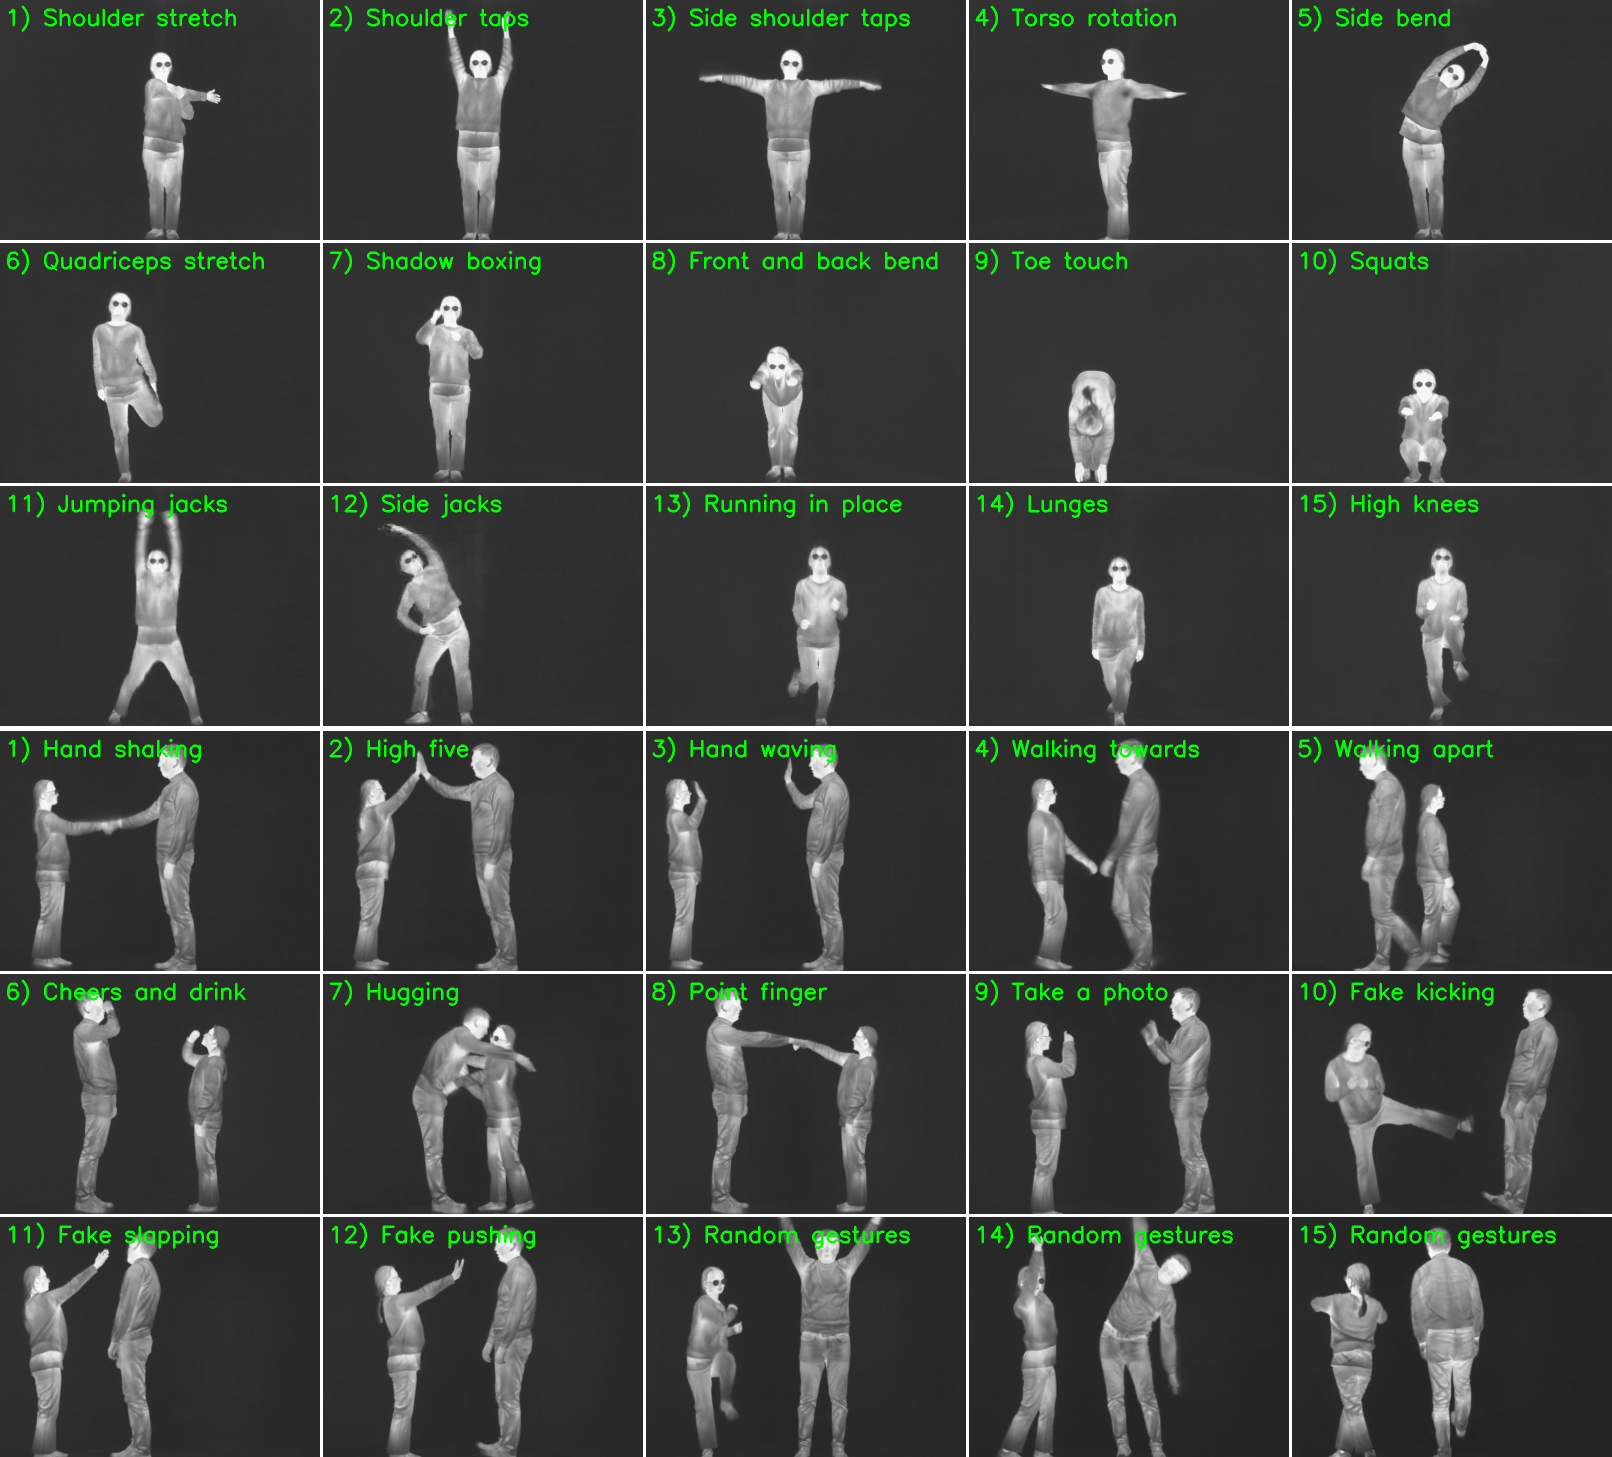 1) Shoulder stretch
2) Shoulder taps
3) Side shoulder taps
4) Torso rotation
5) Side bend
6) Quadriceps stretch
7) Shadow boxing
8) Front and back bend
9) Toe touch
10) Squats
11) Jumping jacks
12) Side jacks
13) Running in place
14) Lunges
15) High knees
1) Hand shaking
2) High five
3) Hand waving
4) Walking towards
5) Walking apart
6) Cheers and drink
7) Hugging
8) Point finger
9) Take a photo
10) Fake kicking
11) Fake slapping
12) Fake pushing
13) Random gestures
14) Random gestures
15) Random gestures